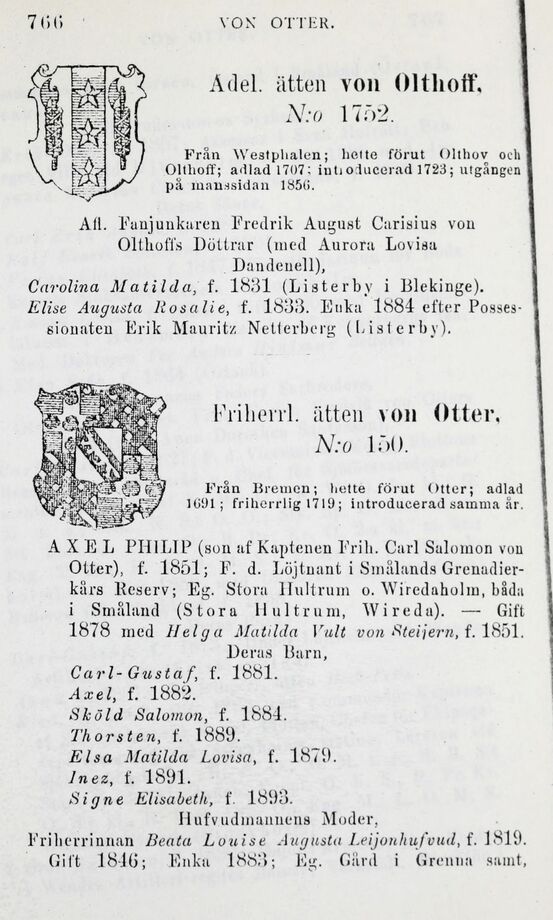 766
VON OTTER.
Adel. ätten von Olthoff,
N:o 1752.
Från Westphalen; hette förut Olthov och
Olthoff; adlad 1707; introducerad 1723; utgången
på manssidan 1856.
Afl. Fanjunkaren Fredrik August Carisius von
Olthoffs Döttrar (med Aurora Lovisa
Dandenell),
Carolina Matilda, f. 1831 (Listerby i Blekinge).
Elise Augusta Rosalie, f. 1833. Enka 1884 efter Posses-
sionaten Erik Mauritz Netterberg (Listerby).
Friherrl. ätten von Otter,
N:o 150.
Från Bremen; hette förut Otter; adlad
1691; friherrlig 1719; introducerad samma år.
AXEL PHILIP (son af Kaptenen Frih. Carl Salomon von
Otter), f. 1851; F. d. Löjtnant i Smålands Grenadier-
kårs Reserv; Eg. Stora Hultrum o. Wiredaholm, båda
i Småland (Stora Hultrum, Wireda). — Gift
1878 med Helga Matilda Vult von Steijern, f. 1851.
Deras Barn,
Carl-Gustaf, f. 1881.
Axel, f. 1882.
Sköld Salomon, f. 1884.
Thorsten, f. 1889.
Elsa Matilda Lovisa, f. 1879.
Inez, f. 1891.
Signe Elisabeth, f. 1893.
Hufvudmannens Moder,
Friherrinnan Beata Louise Augusta Leijonhufvud, f. 1819.
Gift 1846; Enka 1883; Eg. Gård i Grenna samt,